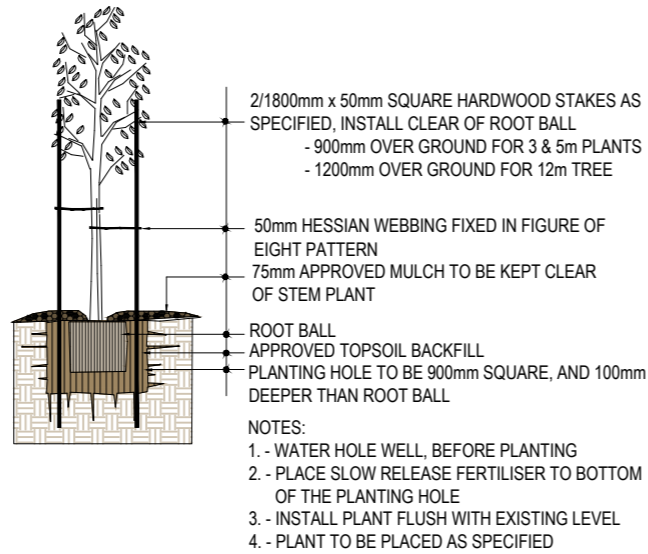 2/1800mm x 50mm SQUARE HARDWOOD STAKES AS
SPECIFIED, INSTALL CLEAR OF ROOT BALL
- 900mm OVER GROUND FOR 3 & 5m PLANTS
- 1200mm OVER GROUND FOR 12m TREE
50mm HESSIAN WEBBING FIXED IN FIGURE OF
EIGHT PATTERN
75mm APPROVED MULCH TO BE KEPT CLEAR
OF STEM PLANT
ROOT BALL
APPROVED TOPSOIL BACKFILL
PLANTING HOLE TO BE 900mm SQUARE, AND 100mm
DEEPER THAN ROOT BALL
NOTES:
1. - WATER HOLE WELL, BEFORE PLANTING
2. - PLACE SLOW RELEASE FERTILISER TO BOTTOM
OF THE PLANTING HOLE
3. - INSTALL PLANT FLUSH WITH EXISTING LEVEL
4. - PLANT TO BE PLACED AS SPECIFIED